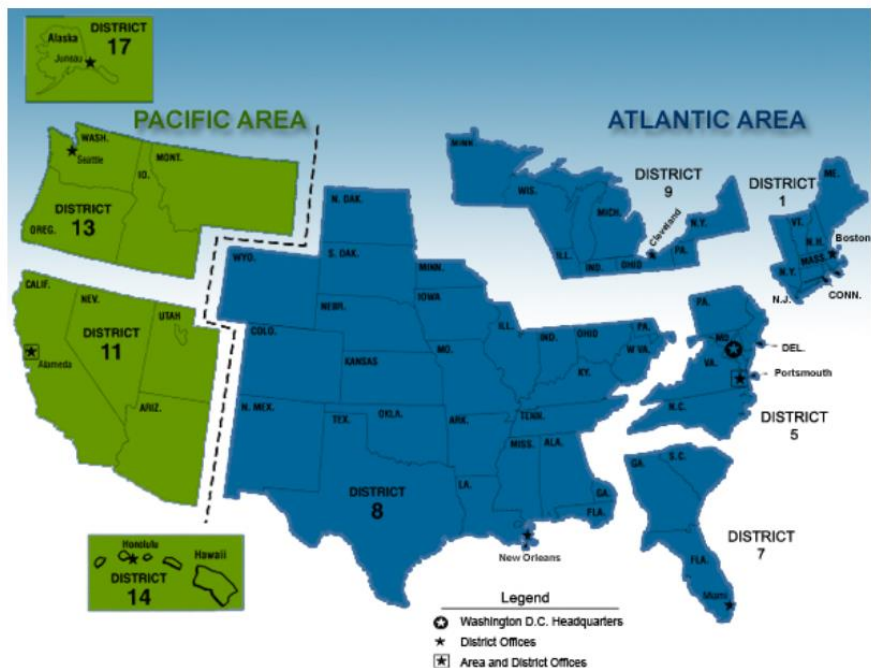 DISTRICT
17
Alaska
Juneau
PACIFIC AREA
ATLANTIC AREA
WASH.
Seattle
ID.
MONT.
DISTRICT
13
OREG.
CALIF.
NEV.
UTAH
DISTRICT
11
Alameda
ARIZ.
Honolulu
Hawaii
DISTRICT
14
N. DAK.
WYO.
S. DAK.
MINN.
NEBR.
IOWA
COLO.
KANSAS
MO.
ILL.
IND.
OHIO
PA.
W VA.
KY.
N. MEX.
TEX.
OKLA.
ARK.
TENN.
MISS.
ALA.
LA.
GA.
FLA.
DISTRICT
8
New Orleans
MINN.
WIS.
MICH.
ILL.
IND.
OHIO
Cleveland
PA.
N.Y.
DISTRICT
9
DISTRICT
1
ME.
VT.
N.H.
Boston
MASS.
N.Y.
CONN.
N.J.
PA.
MD.
DEL.
VA.
Portsmouth
N.C.
DISTRICT
5
GA.
S.C.
DISTRICT
7
FLA.
Miami
Legend
Washington D.C. Headquarters
District Offices
Area and District Offices